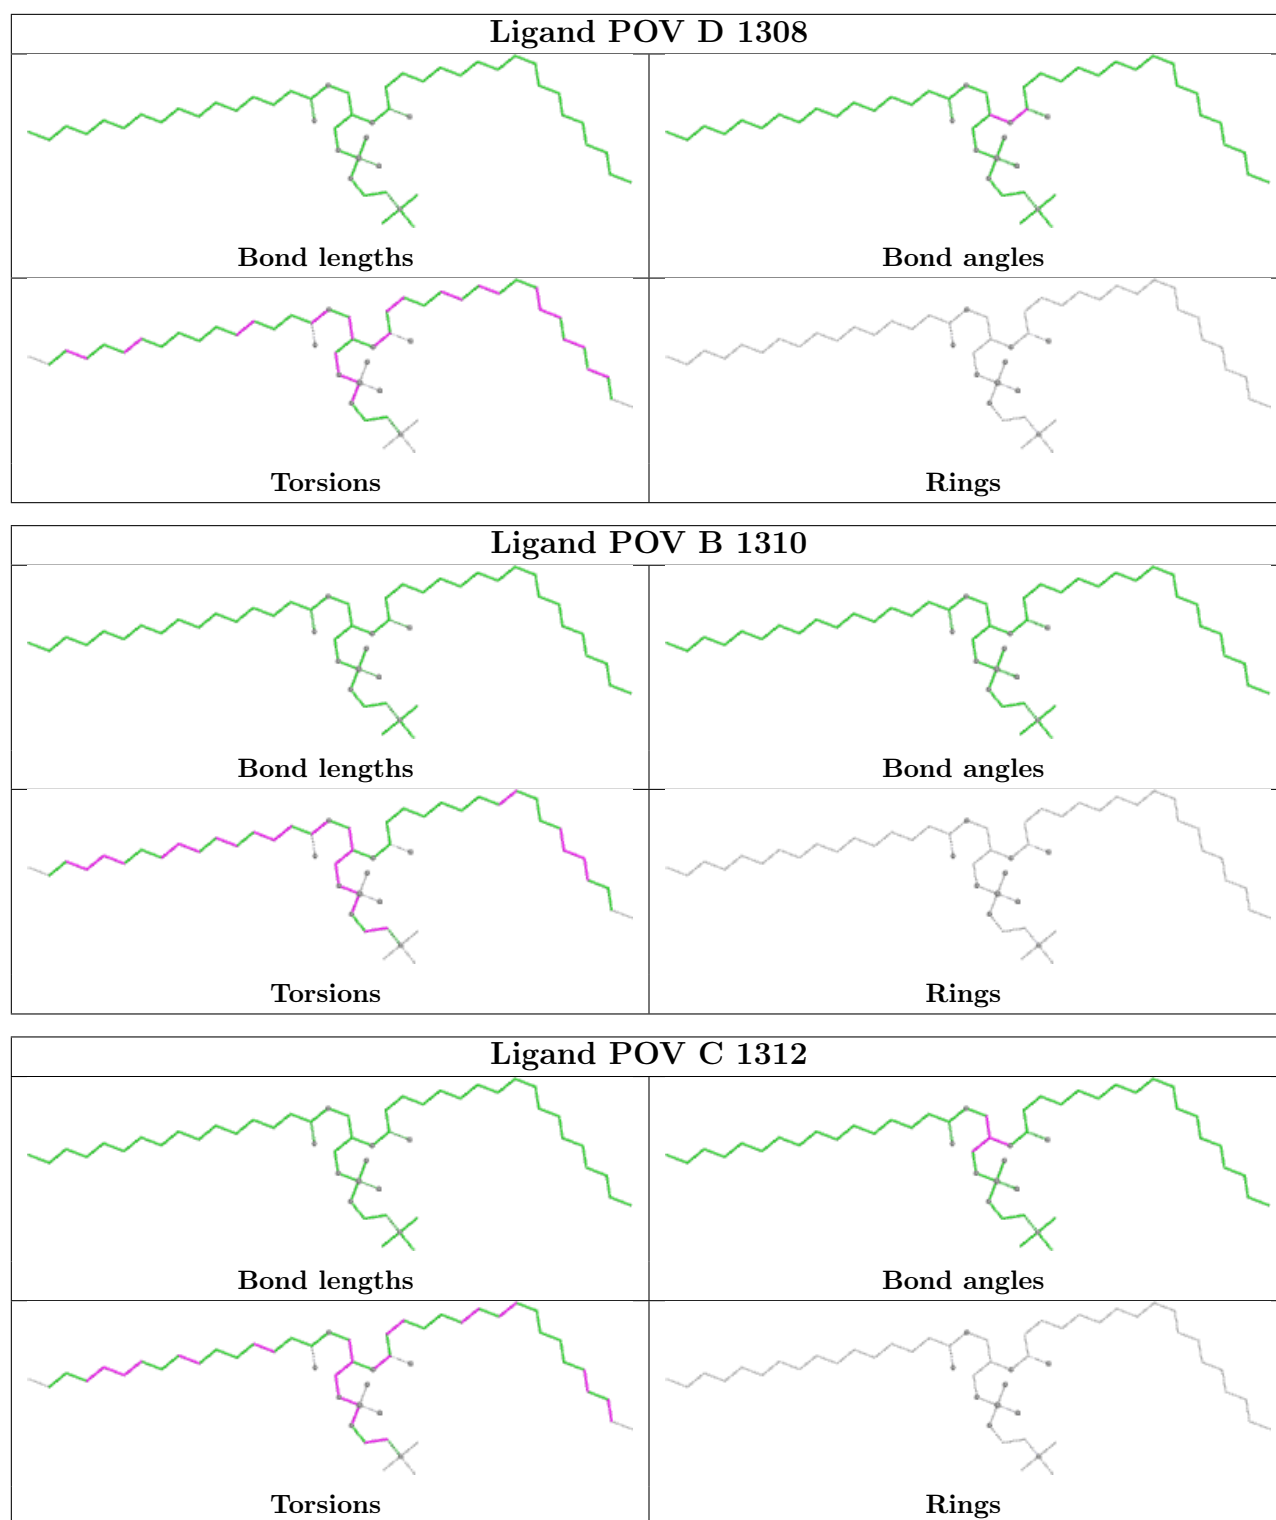 Ligand POV D 1308
Bond lengths
Bond angles
Torsions
Rings
Ligand POV B 1310
Bond lengths
Bond angles
Torsions
Rings
Ligand POV C 1312
Bond lengths
Bond angles
Torsions
Rings